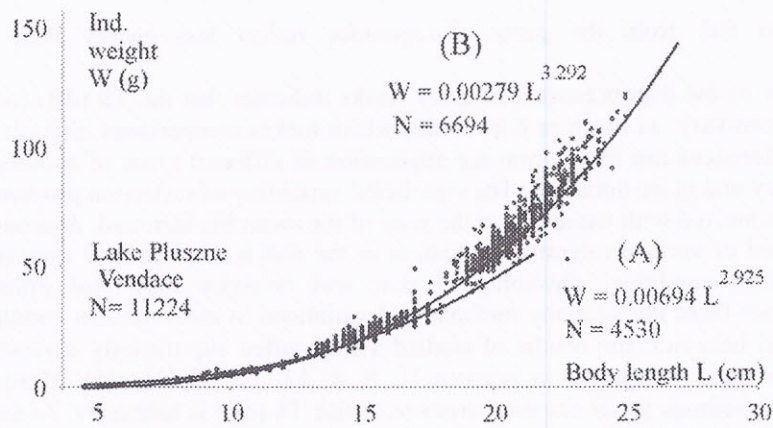 150
Ind.
weight
W (g)
(B)
W = 0.00279 L^3.292
N = 6694
100
Lake Pluszne
Vendace
N= 11224
50
(A)
W = 0.00694 L^2.925
N = 4530
Body length L (cm)
0
5 10 15 20 25 30